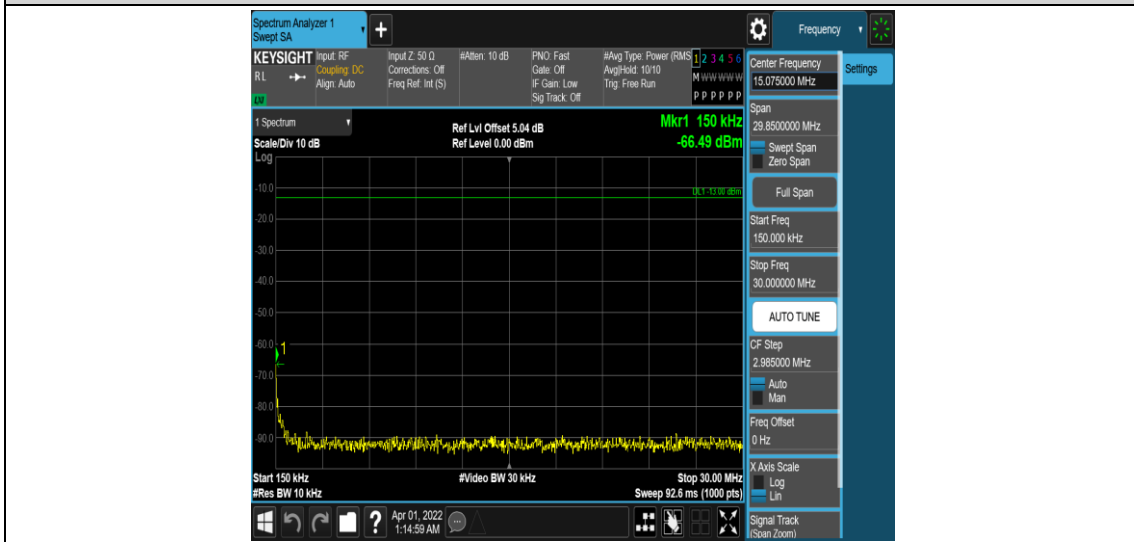 Spectrum Analyzer 1
Swept SA
Frequency
KEYSIGHT
RL
LXI
Input: RF
Coupling: DC
Align: Auto
Input Z: 50 Ω
Corrections: Off
Freq Ref: Int (S)
#Atten: 10 dB
PNO: Fast
Gate: Off
IF Gain: Low
Sig Track: Off
#Avg Type: Power (RMS
Avg|Hold: 10/10
Trig: Free Run
1 2 3 4 5 6
M W W W W W
P P P P P P
Center Frequency
15.075000 MHz
Settings
1 Spectrum
Scale/Div 10 dB
Log
Ref Lvl Offset 5.04 dB
Ref Level 0.00 dBm
Mkr1 150 kHz
-66.49 dBm
Span
29.8500000 MHz
Swept Span
Zero Span
Full Span
Start Freq
150.000 kHz
Stop Freq
30.000000 MHz
AUTO TUNE
CF Step
2.985000 MHz
Auto
Man
Freq Offset
0 Hz
X Axis Scale
Log
Lin
Signal Track
(Span Zoom)
DL1 -13.00 dBm
-10.0
-20.0
-30.0
-40.0
-50.0
-60.0
1
-70.0
-80.0
-90.0
Start 150 kHz
#Res BW 10 kHz
#Video BW 30 kHz
Stop 30.00 MHz
Sweep 92.6 ms (1000 pts)
?
Apr 01, 2022
1:14:59 AM